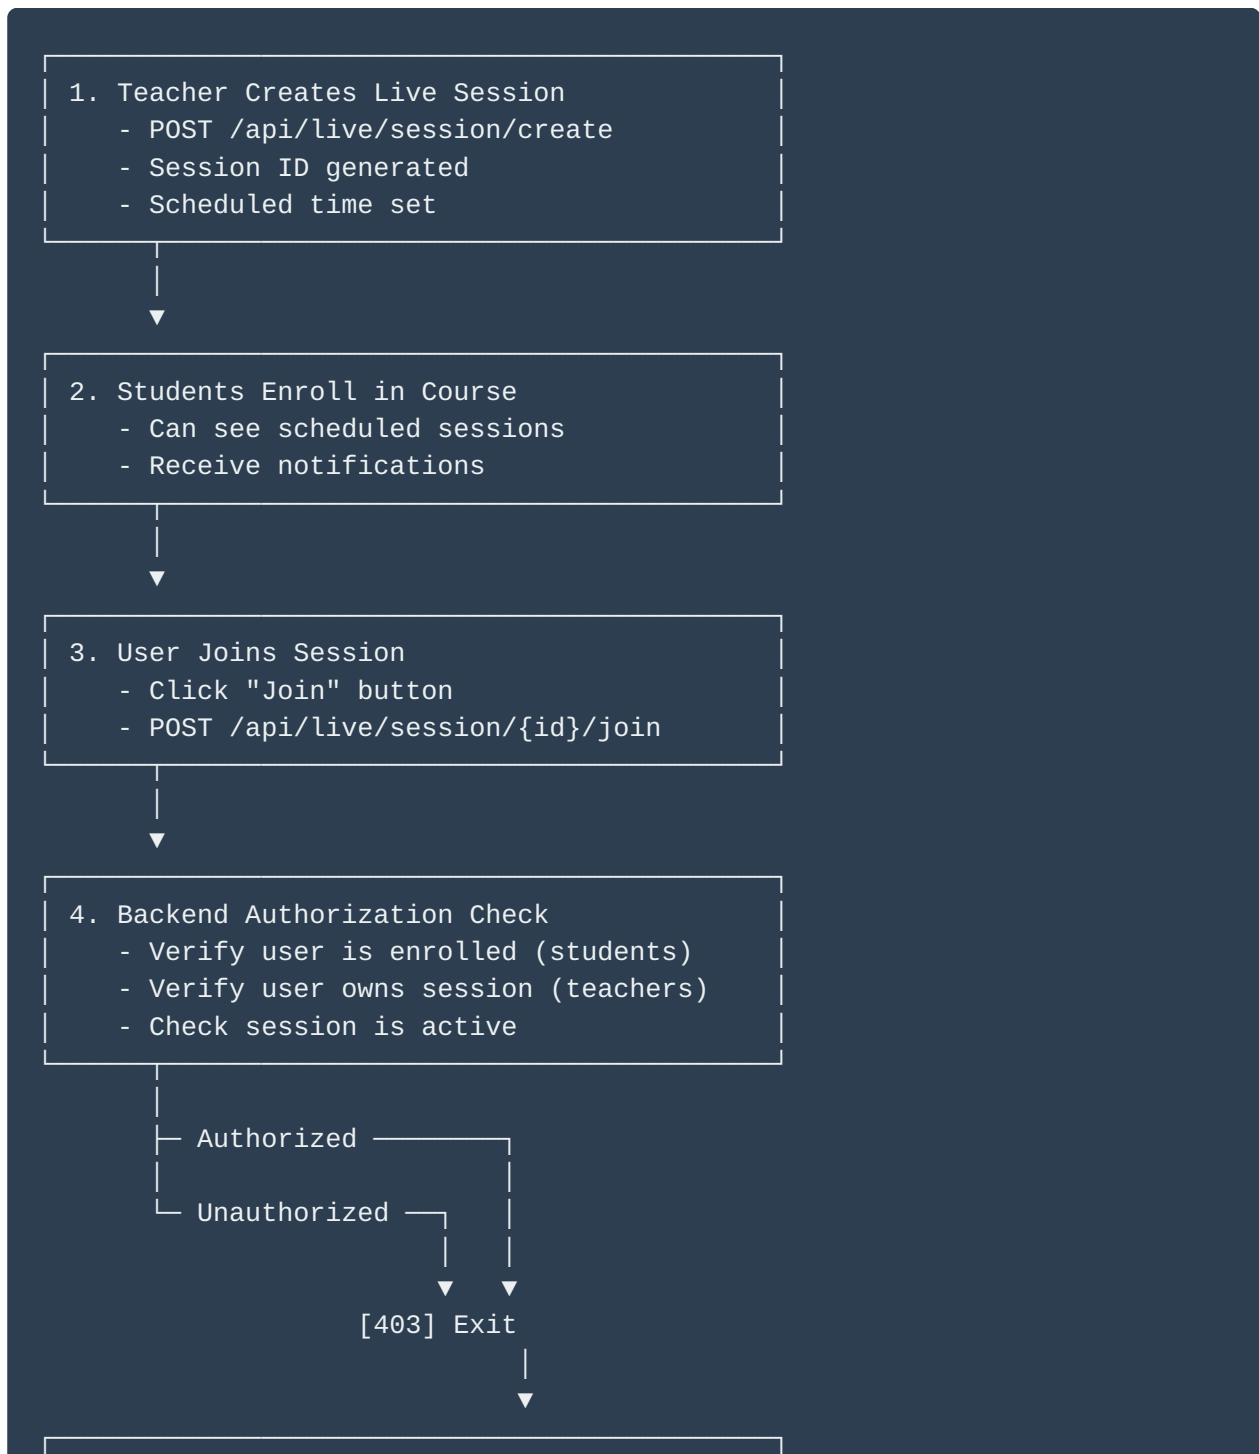 1. Teacher Creates Live Session
- POST /api/live/session/create
- Session ID generated
- Scheduled time set
2. Students Enroll in Course
- Can see scheduled sessions
- Receive notifications
3. User Joins Session
- Click "Join" button
- POST /api/live/session/{id}/join
4. Backend Authorization Check
- Verify user is enrolled (students)
- Verify user owns session (teachers)
- Check session is active
Authorized
Unauthorized
[403] Exit